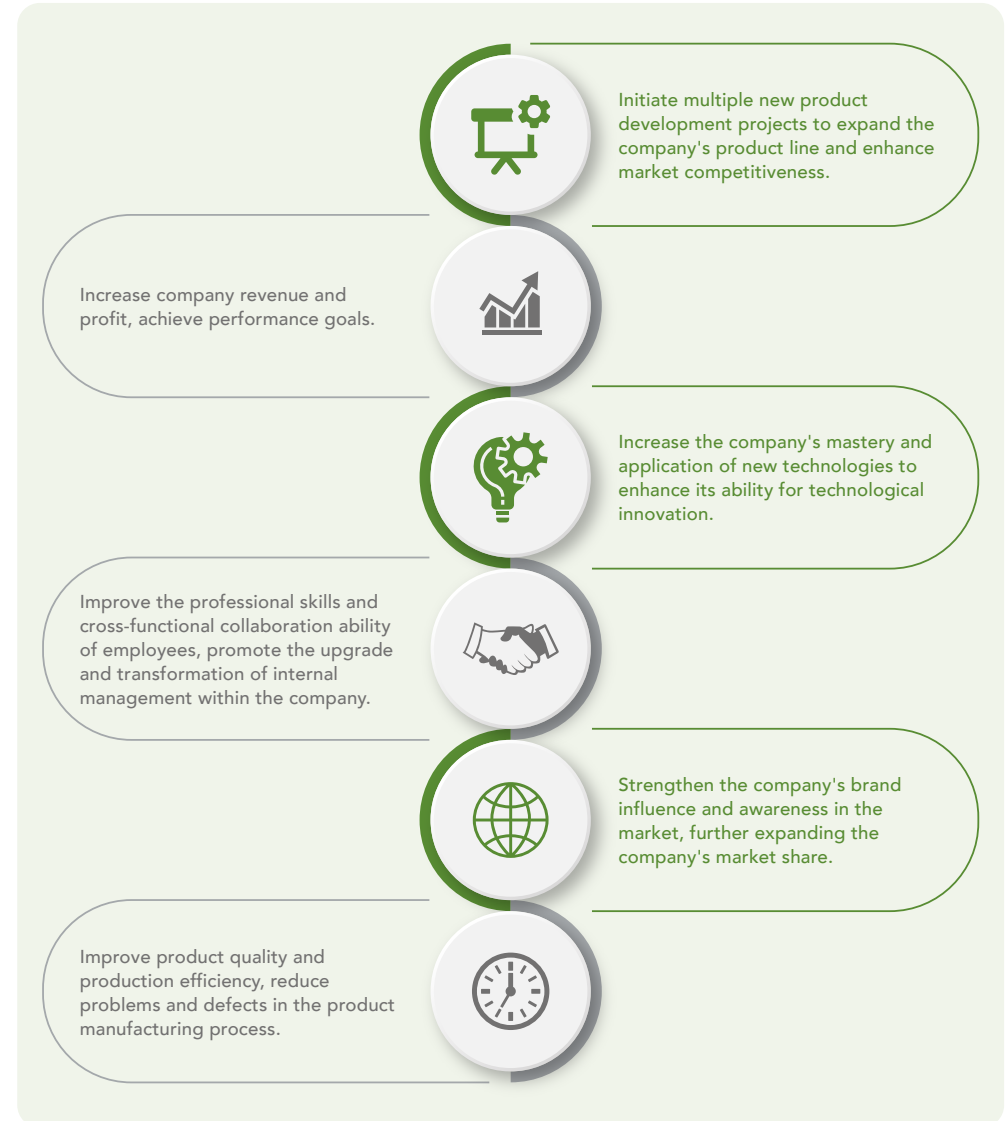 Initiate multiple new product
development projects to expand the
company's product line and enhance
market competitiveness.
Increase company revenue and
profit, achieve performance goals.
Increase the company's mastery and
application of new technologies to
enhance its ability for technological
innovation.
Improve the professional skills and
cross-functional collaboration ability
of employees, promote the upgrade
and transformation of internal
management within the company.
Strengthen the company's brand
influence and awareness in the
market, further expanding the
company's market share.
Improve product quality and
production efficiency, reduce
problems and defects in the product
manufacturing process.